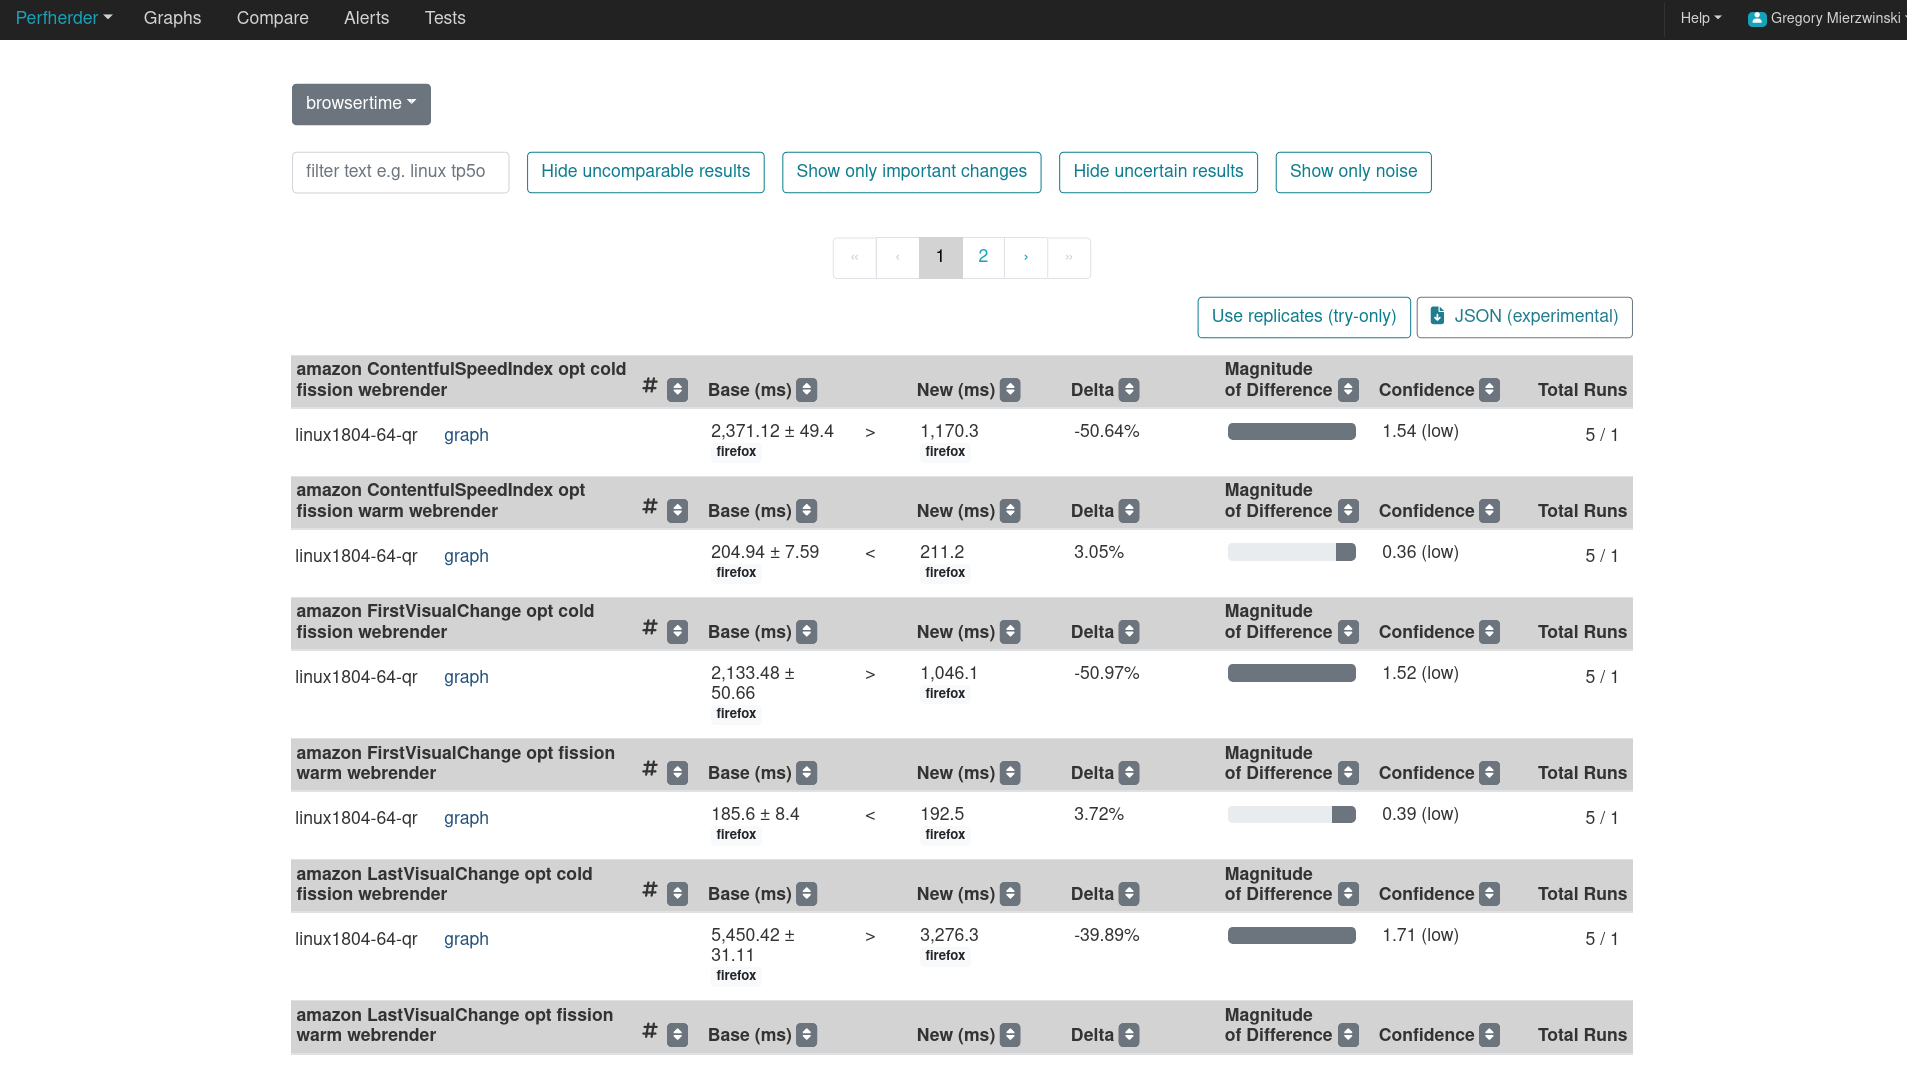 Perfherder Graphs Compare Alerts Tests Help Gregory Mierzwinski
browsertime
filter text e.g. linux tp5o Hide uncomparable results Show only important changes Hide uncertain results Show only noise
« ‹ 1 2 › »
Use replicates (try-only) JSON (experimental)
amazon ContentfulSpeedIndex opt cold
fission webrender # Base (ms) New (ms) Delta Magnitude of Difference Confidence Total Runs
linux1804-64-qr graph 2,371.12 ± 49.4 > 1,170.3 -50.64% 1.54 (low) 5 / 1
firefox firefox
amazon ContentfulSpeedIndex opt
fission warm webrender # Base (ms) New (ms) Delta Magnitude of Difference Confidence Total Runs
linux1804-64-qr graph 204.94 ± 7.59 < 211.2 3.05% 0.36 (low) 5 / 1
firefox firefox
amazon FirstVisualChange opt cold
fission webrender # Base (ms) New (ms) Delta Magnitude of Difference Confidence Total Runs
linux1804-64-qr graph 2,133.48 ± 50.66 > 1,046.1 -50.97% 1.52 (low) 5 / 1
firefox firefox
amazon FirstVisualChange opt fission
warm webrender # Base (ms) New (ms) Delta Magnitude of Difference Confidence Total Runs
linux1804-64-qr graph 185.6 ± 8.4 < 192.5 3.72% 0.39 (low) 5 / 1
firefox firefox
amazon LastVisualChange opt cold
fission webrender # Base (ms) New (ms) Delta Magnitude of Difference Confidence Total Runs
linux1804-64-qr graph 5,450.42 ± 31.11 > 3,276.3 -39.89% 1.71 (low) 5 / 1
firefox firefox
amazon LastVisualChange opt fission
warm webrender # Base (ms) New (ms) Delta Magnitude of Difference Confidence Total Runs